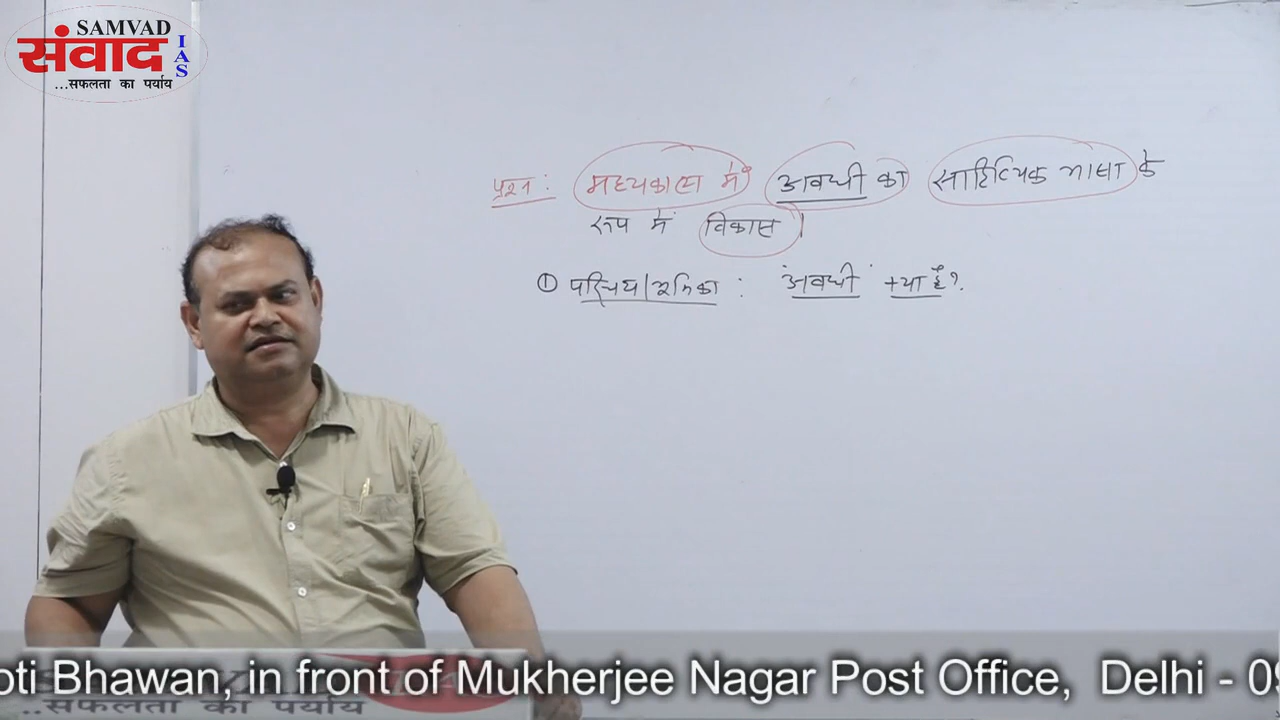 SAMVAD
संवाद
IAS
...सफलता का पर्याय
प्रश्न : मध्यकाल में अवधी का साहित्यिक भाषा के
रूप में विकास ।
① परिचय/भूमिका : 'अवधी' क्या है?
oti Bhawan, in front of Mukherjee Nagar Post Office, Delhi - 09
..सफलता का पर्याय